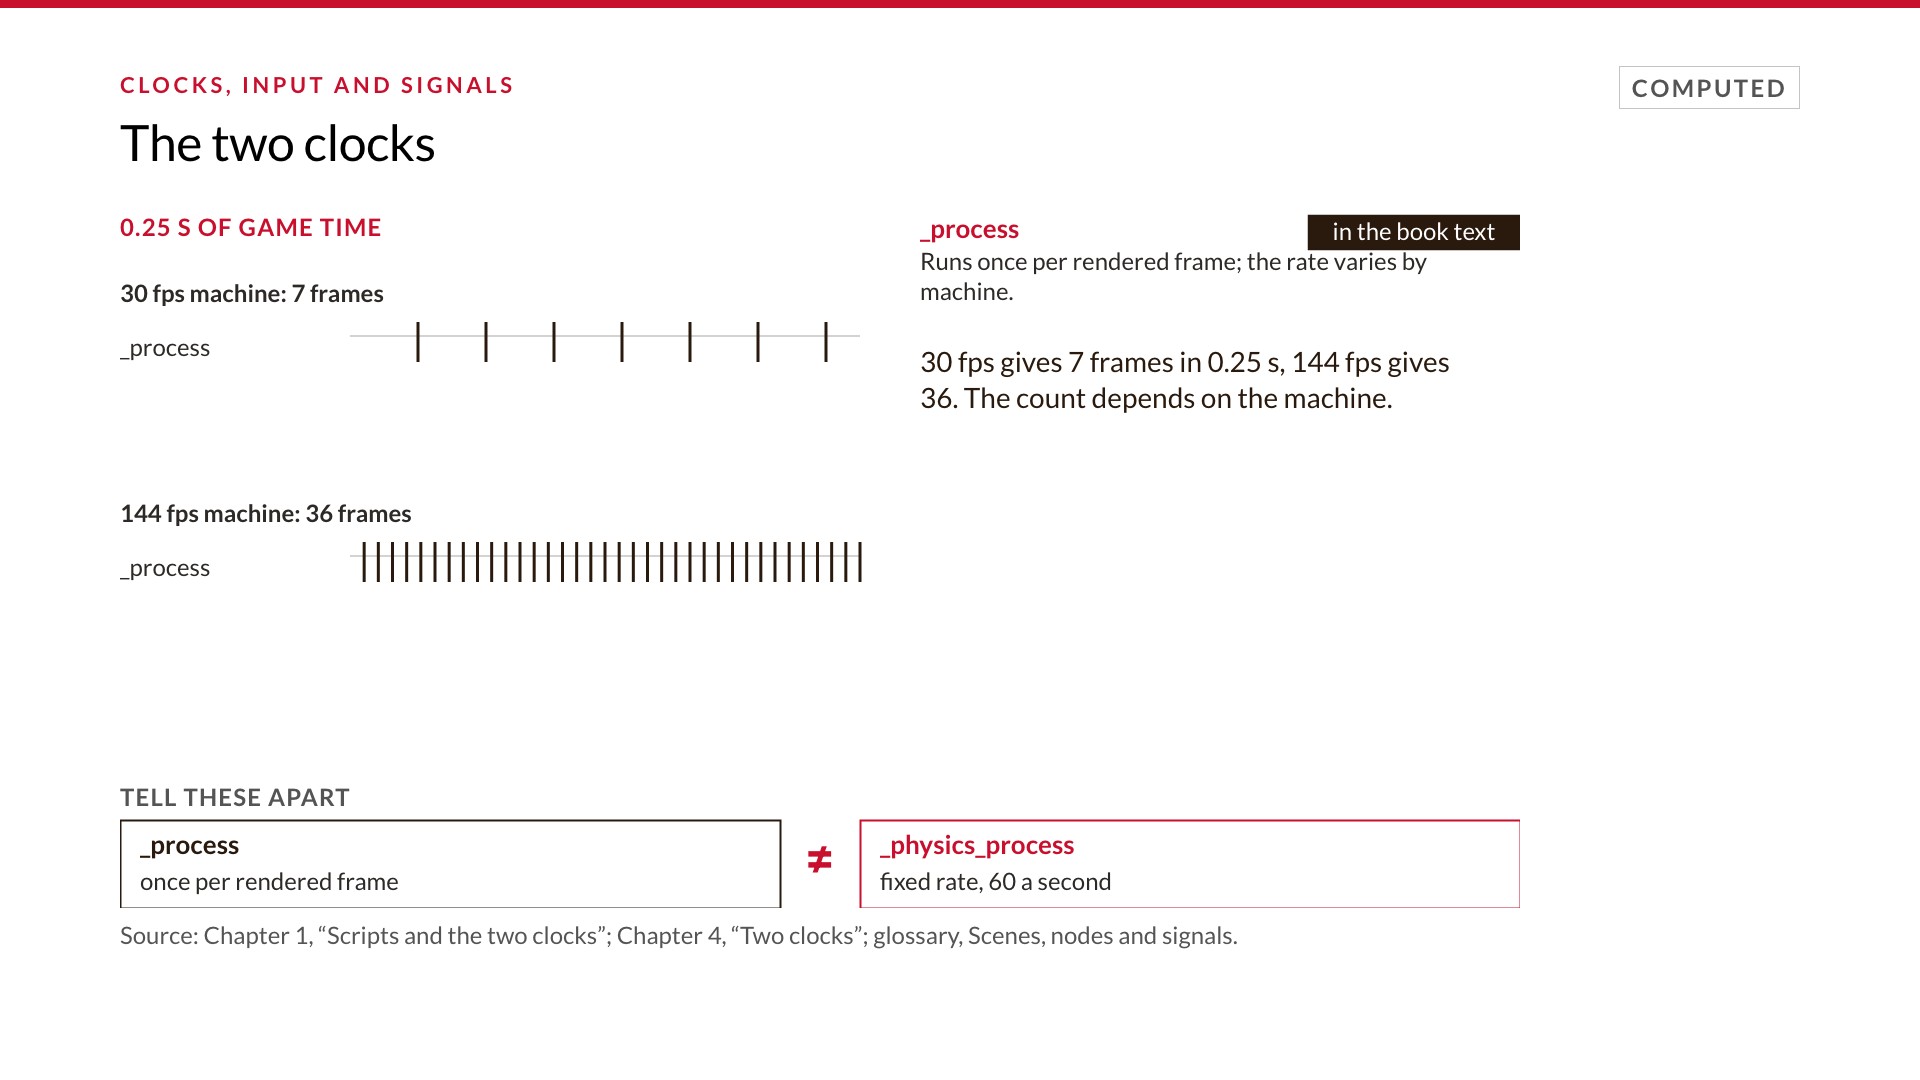 CLOCKS, INPUT AND SIGNALS
COMPUTED
The two clocks
0.25 S OF GAME TIME
30 fps machine: 7 frames
_process
144 fps machine: 36 frames
_process
_process
in the book text
Runs once per rendered frame; the rate varies by
machine.
30 fps gives 7 frames in 0.25 s, 144 fps gives
36. The count depends on the machine.
TELL THESE APART
_process
once per rendered frame
≠
_physics_process
fixed rate, 60 a second
Source: Chapter 1, “Scripts and the two clocks”; Chapter 4, “Two clocks”; glossary, Scenes, nodes and signals.